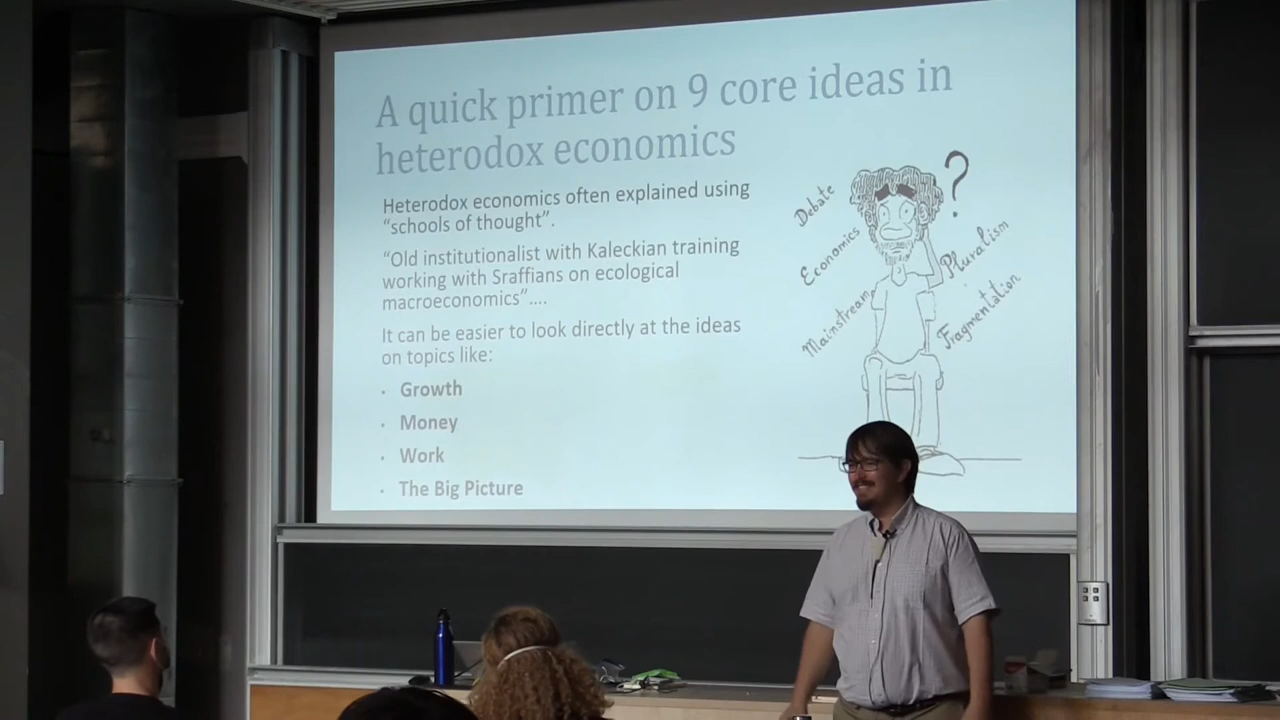 A quick primer on 9 core ideas in
heterodox economics
Heterodox economics often explained using
“schools of thought”.
“Old institutionalist with Kaleckian training
working with Sraffians on ecological
macroeconomics”....
It can be easier to look directly at the ideas
on topics like:
· Growth
· Money
· Work
· The Big Picture
?
Debate
Economics
Mainstream
Pluralism
Fragmentation